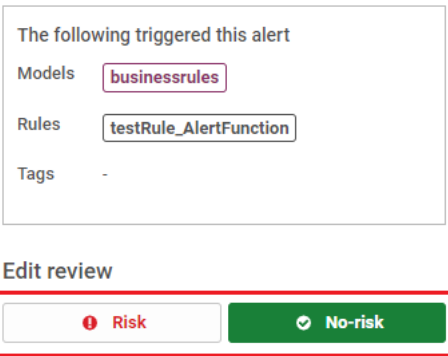 The following triggered this alert
Models businessrules
Rules testRule_AlertFunction
Tags -
Edit review
Risk No-risk